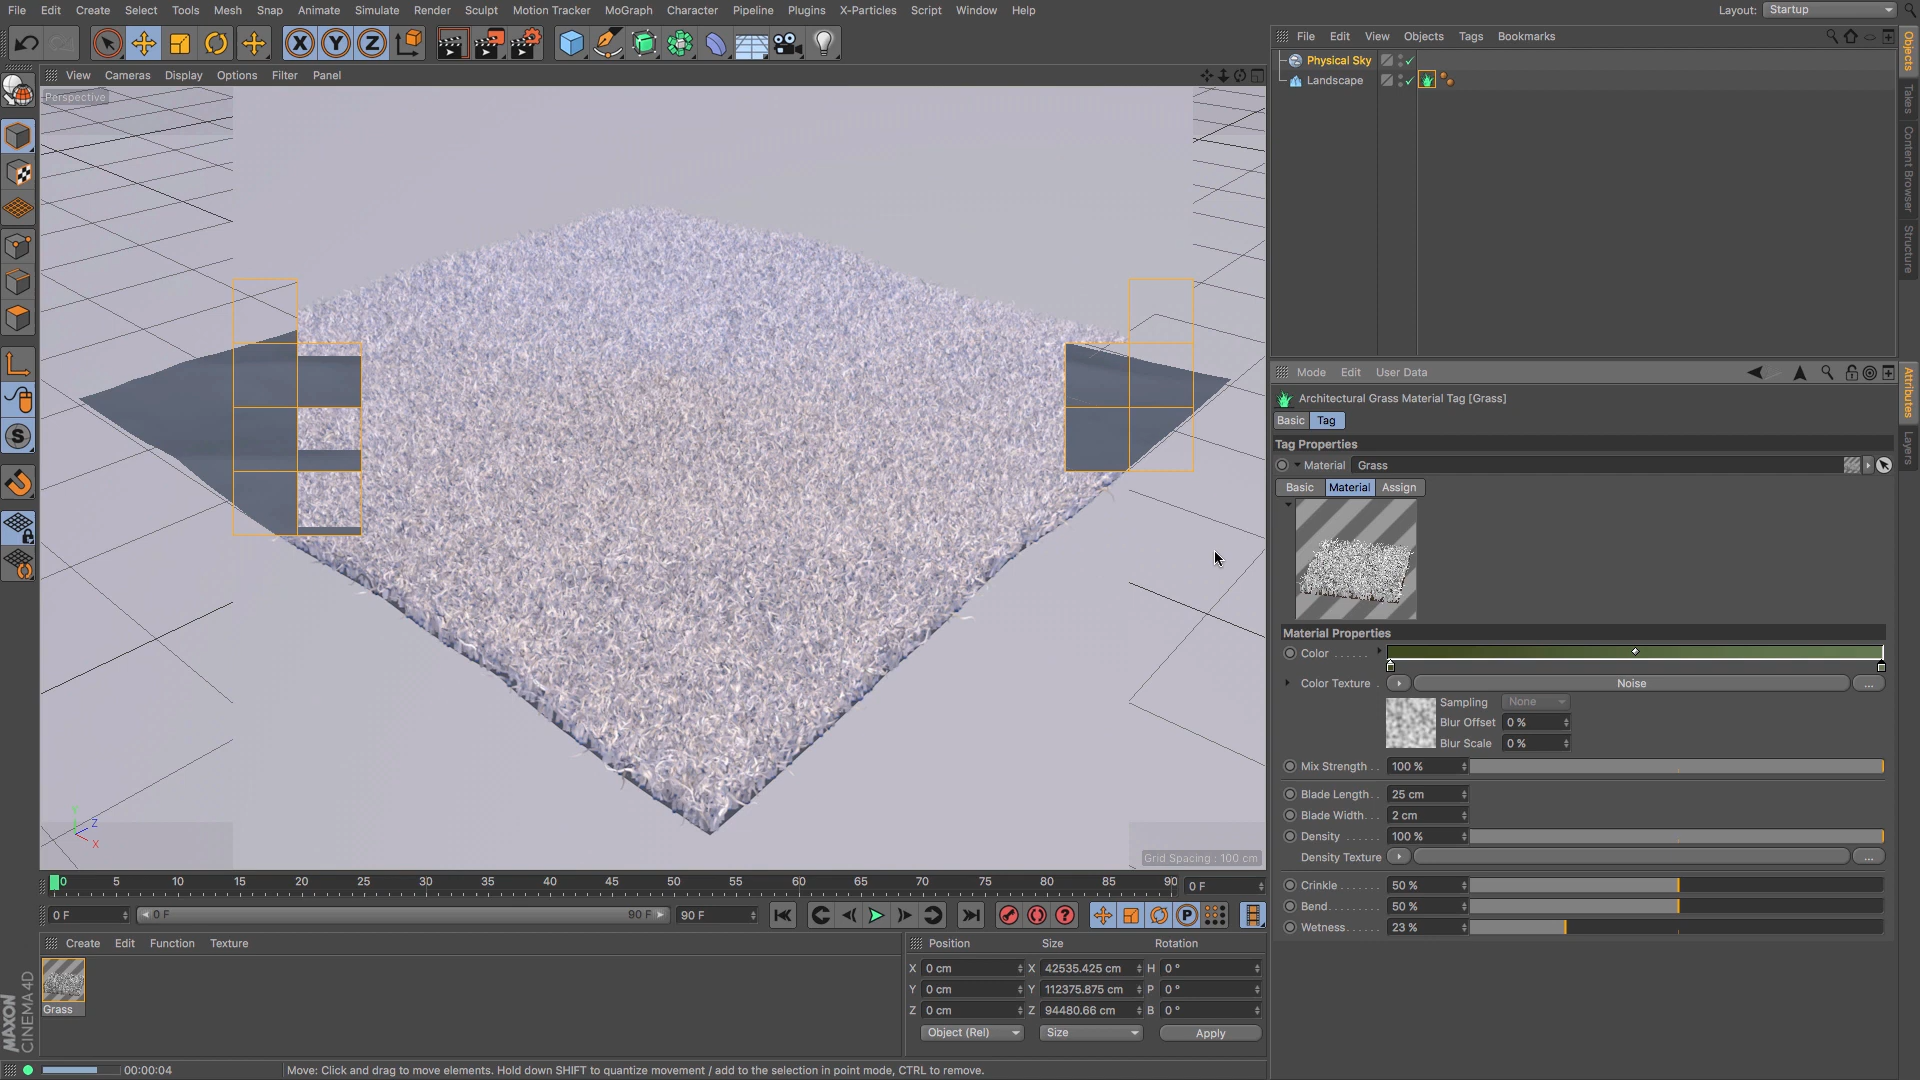 File Edit Create Select Tools Mesh Snap Animate Simulate Render Sculpt Motion Tracker MoGraph Character Pipeline Plugins X-Particles Script Window Help Layout: Startup
File Edit View Objects Tags Bookmarks
Objects
Takes
Content Browser
Structure
Physical Sky
Landscape
View Cameras Display Options Filter Panel
Perspective
Grid Spacing : 100 cm
Y
Z
X
Mode Edit User Data
Attributes
Layers
Architectural Grass Material Tag [Grass]
Basic Tag
Tag Properties
Material Grass
Basic Material Assign
Material Properties
Color . . . . . .
Color Texture . Noise ...
Sampling None
Blur Offset 0 %
Blur Scale 0 %
Mix Strength . . 100 %
Blade Length. . 25 cm
Blade Width. . . 2 cm
Density . . . . . . 100 %
Density Texture ...
Crinkle . . . . . . . 50 %
Bend. . . . . . . . . 50 %
Wetness. . . . . . 23 %
0 5 10 15 20 25 30 35 40 45 50 55 60 65 70 75 80 85 90 0 F
0 F 0 F 90 F 90 F
Create Edit Function Texture
Grass
Position Size Rotation
X 0 cm X 42535.425 cm H 0 °
Y 0 cm Y 112375.875 cm P 0 °
Z 0 cm Z 94480.66 cm B 0 °
Object (Rel) Size Apply
MAXON
CINEMA 4D
00:00:04 Move: Click and drag to move elements. Hold down SHIFT to quantize movement / add to the selection in point mode, CTRL to remove.